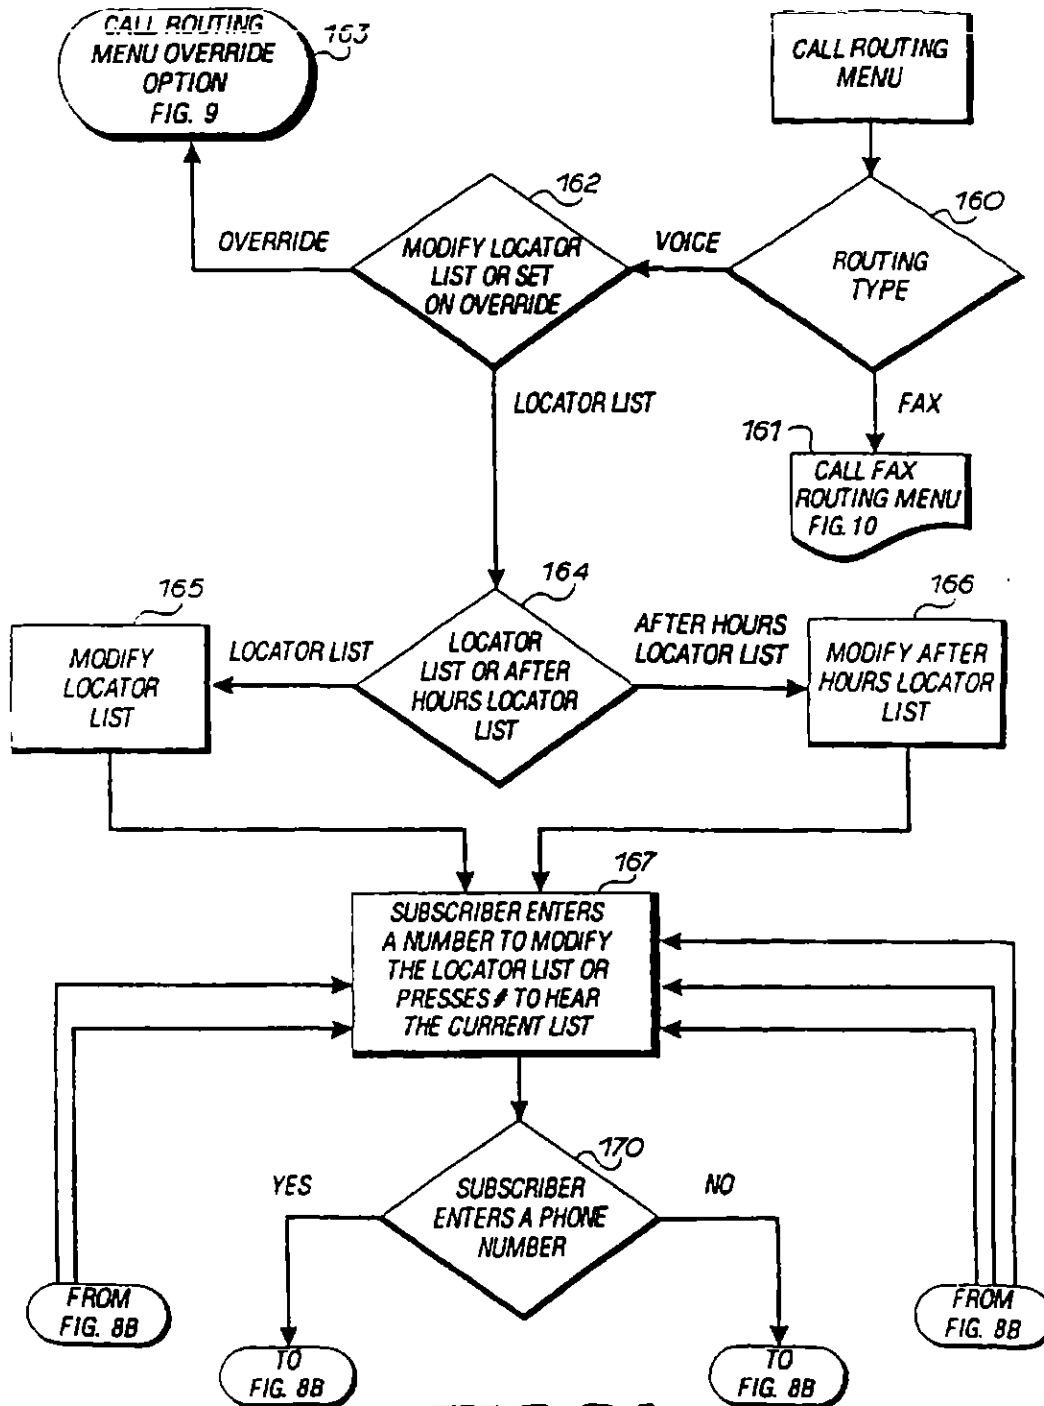 CALL ROUTING
MENU OVERRIDE
OPTION
FIG. 9
163
CALL ROUTING
MENU
162
160
OVERRIDE
MODIFY LOCATOR
LIST OR SET
ON OVERRIDE
VOICE
ROUTING
TYPE
LOCATOR LIST
FAX
161
CALL FAX
ROUTING MENU
FIG. 10
165
164
166
MODIFY
LOCATOR
LIST
LOCATOR LIST
LOCATOR
LIST OR AFTER
HOURS LOCATOR
LIST
AFTER HOURS
LOCATOR LIST
MODIFY AFTER
HOURS LOCATOR
LIST
167
SUBSCRIBER ENTERS
A NUMBER TO MODIFY
THE LOCATOR LIST OR
PRESSES # TO HEAR
THE CURRENT LIST
170
YES
SUBSCRIBER
ENTERS A PHONE
NUMBER
NO
FROM
FIG. 8B
FROM
FIG. 8B
TO
FIG. 8B
TO
FIG. 8B